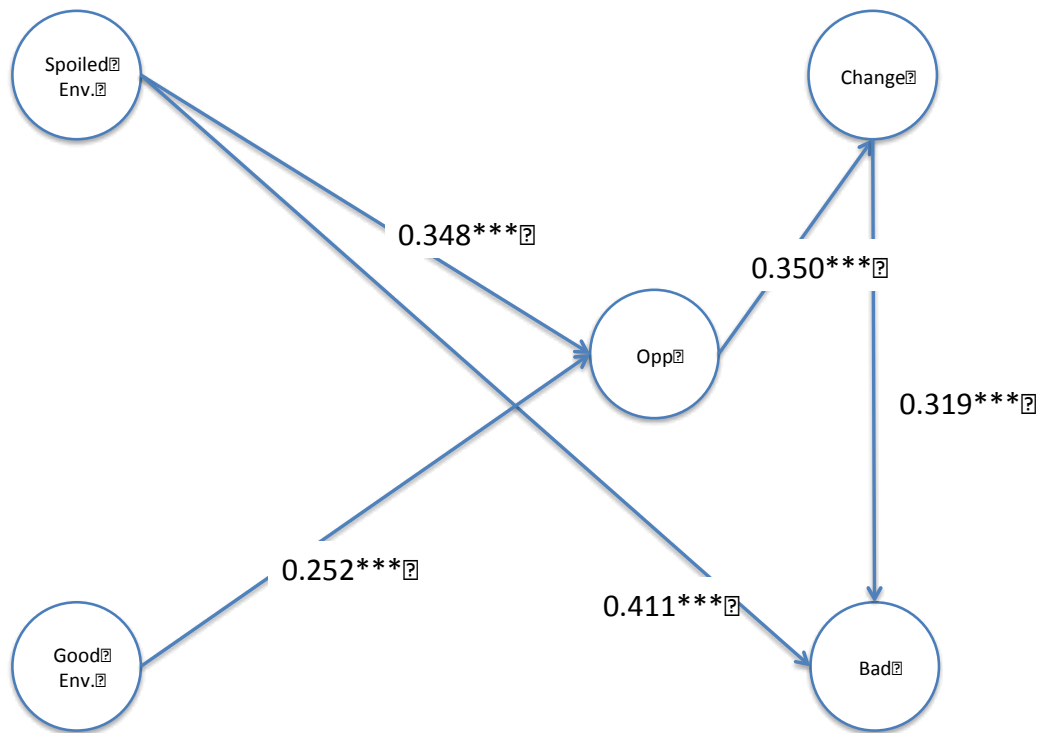 Spoiled⍰
Env.⍰
Change⍰
0.348***⍰
0.350***⍰
Opp⍰
0.319***⍰
0.252***⍰
0.411***⍰
Good⍰
Env.⍰
Bad⍰